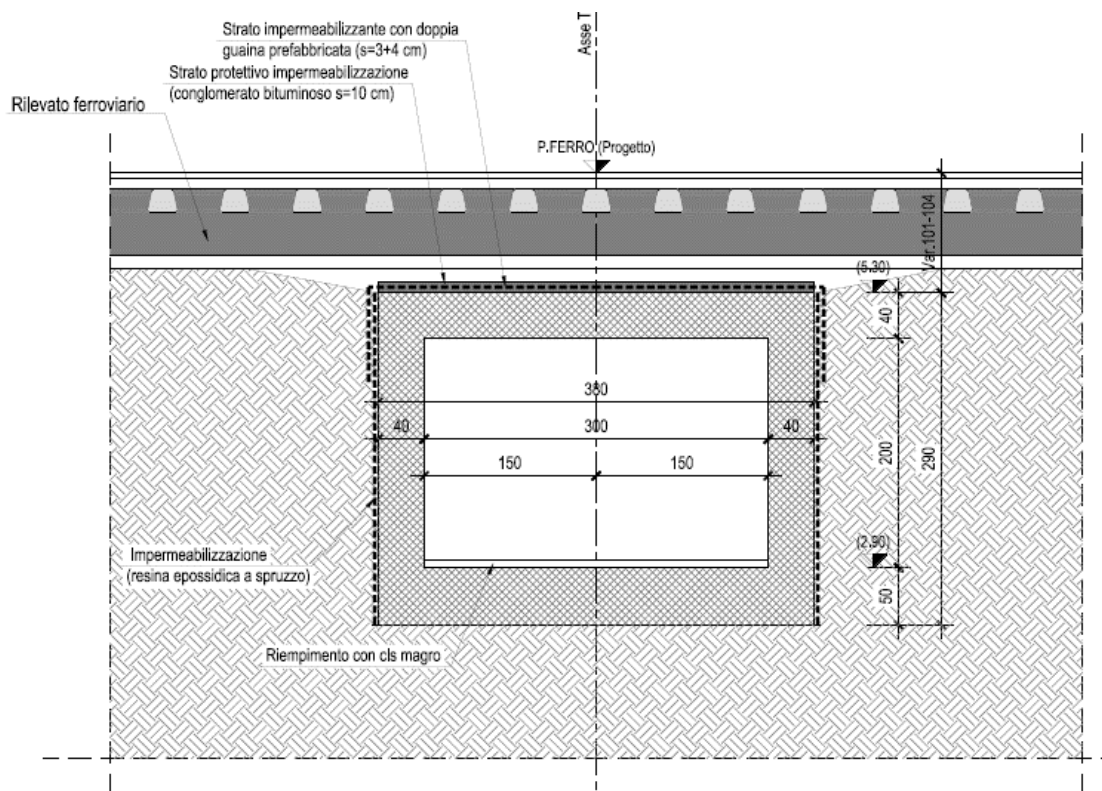 Strato impermeabilizzante con doppia
guaina prefabbricata (s=3+4 cm)
Strato protettivo impermeabilizzazione
(conglomerato bituminoso s=10 cm)
Rilevato ferroviario
Asse T
P.FERRO (Progetto)
Var.101-104
(5.30)
40
380
40
300
40
150
150
200
290
(2.90)
50
Impermeabilizzazione
(resina epossidica a spruzzo)
Riempimento con cls magro